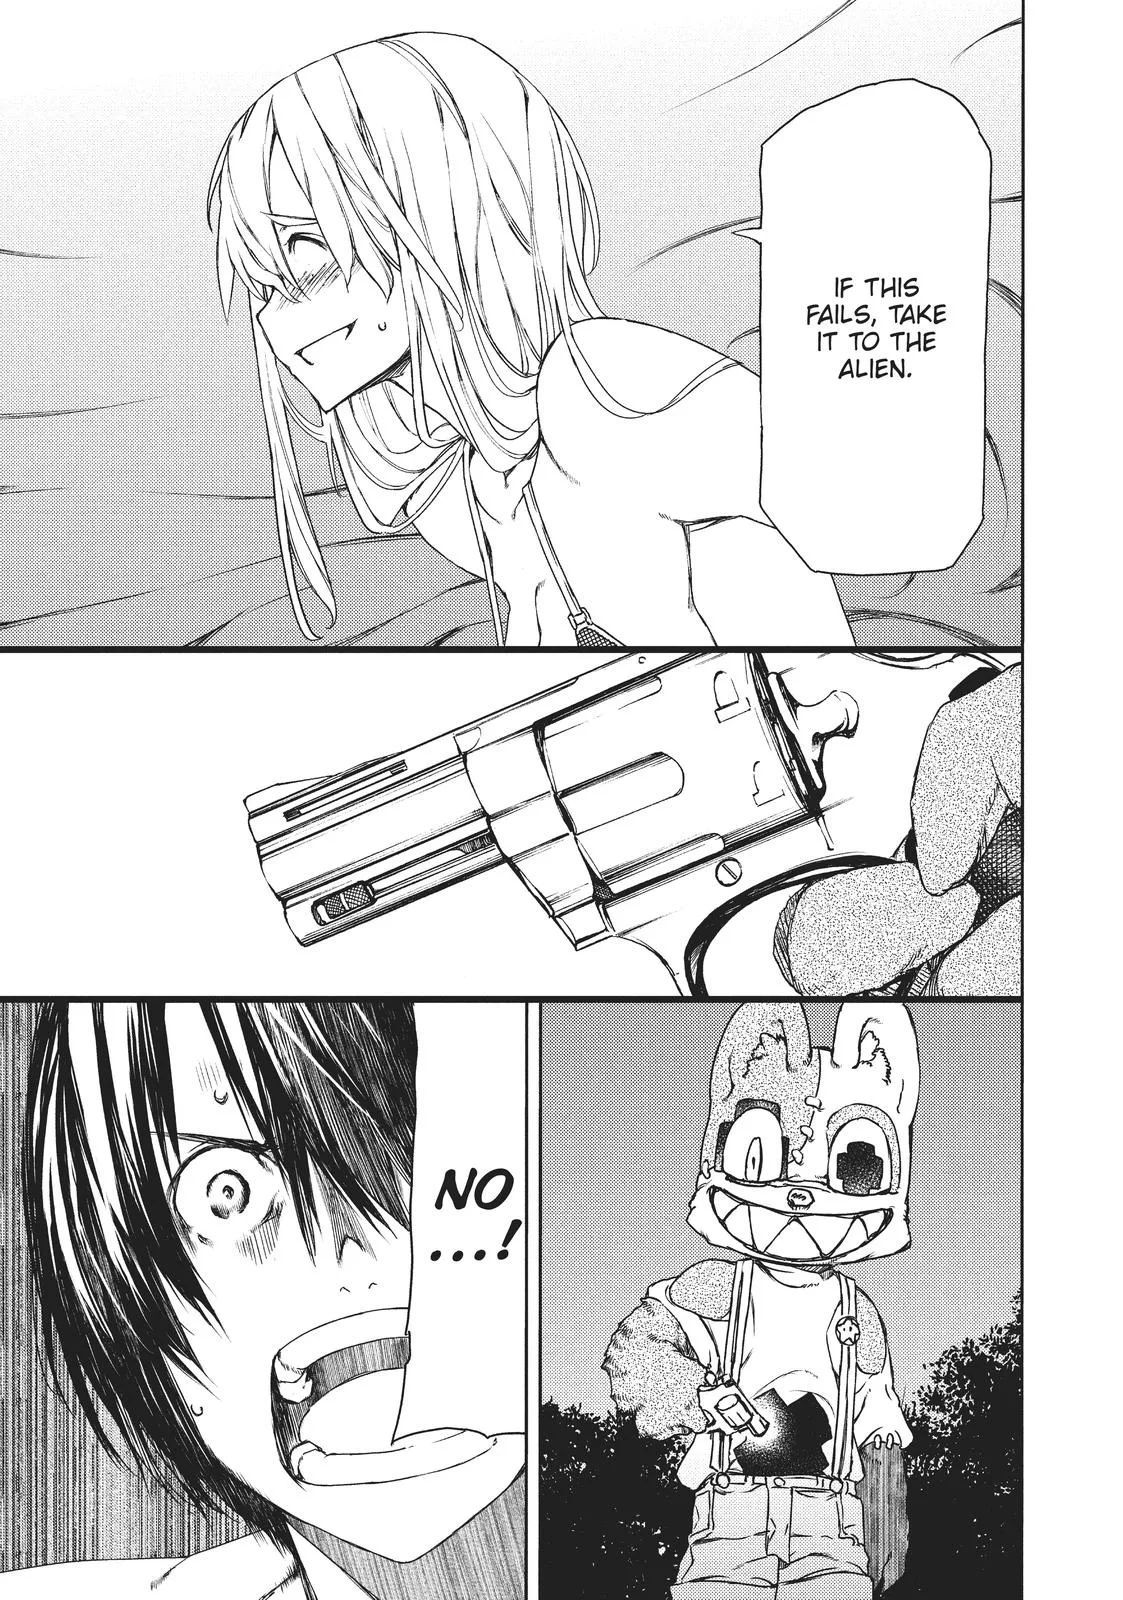 IF THIS
FAILS, TAKE
IT TO THE
ALIEN.
NO
...!